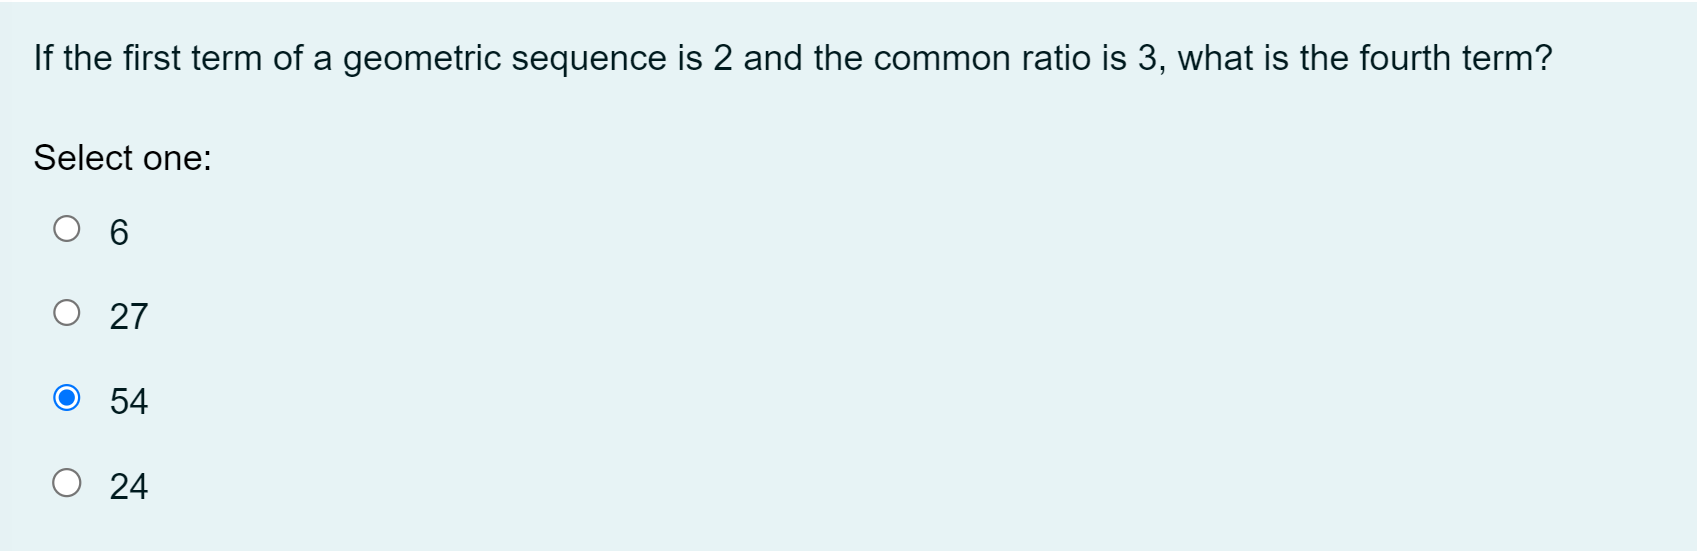 If the first term of a geometric sequence is 2 and the common ratio is 3, what is the fourth term?
Select one:
6
27
54
24